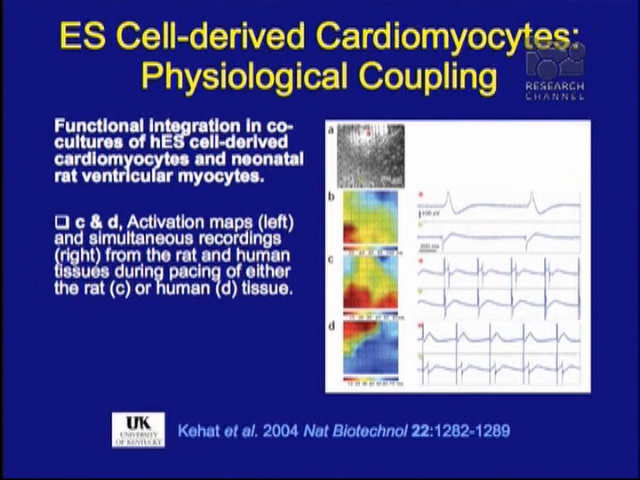 ES Cell-derived Cardiomyocytes:
Physiological Coupling
RESEARCH
CHANNEL
Functional integration in co-
cultures of hES cell-derived
cardiomyocytes and neonatal
rat ventricular myocytes.
❑ c & d, Activation maps (left)
and simultaneous recordings
(right) from the rat and human
tissues during pacing of either
the rat (c) or human (d) tissue.
a
b
c
d
UK
UNIVERSITY
OF KENTUCKY
Kehat et al. 2004 Nat Biotechnol 22:1282-1289